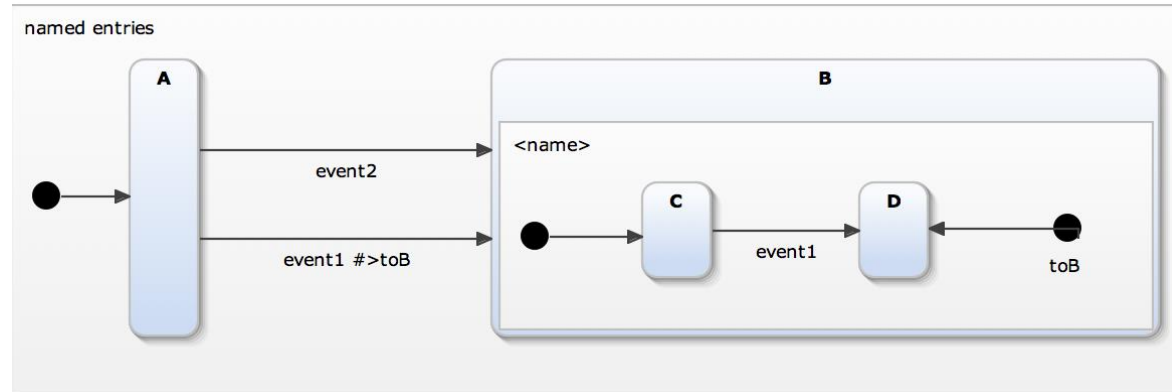 named entries
A
B
event2
event1 #>toB
<name>
C
D
event1
toB